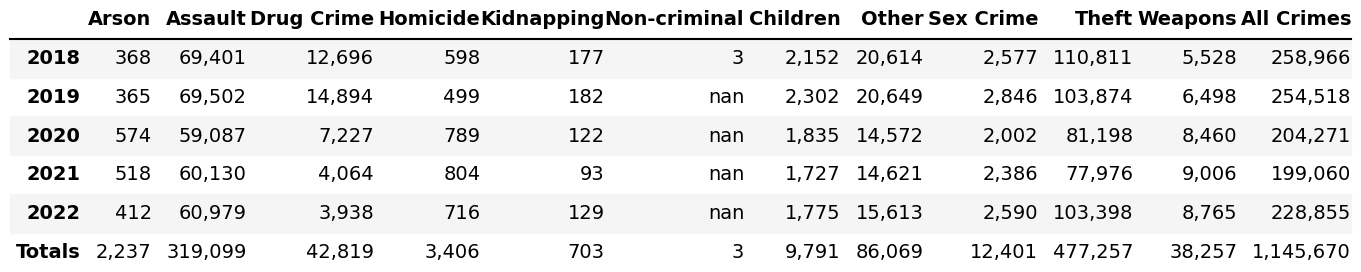 Arson Assault Drug Crime Homicide Kidnapping Non-criminal Children Other Sex Crime Theft Weapons All Crimes
2018 368 69,401 12,696 598 177 3 2,152 20,614 2,577 110,811 5,528 258,966
2019 365 69,502 14,894 499 182 nan 2,302 20,649 2,846 103,874 6,498 254,518
2020 574 59,087 7,227 789 122 nan 1,835 14,572 2,002 81,198 8,460 204,271
2021 518 60,130 4,064 804 93 nan 1,727 14,621 2,386 77,976 9,006 199,060
2022 412 60,979 3,938 716 129 nan 1,775 15,613 2,590 103,398 8,765 228,855
Totals 2,237 319,099 42,819 3,406 703 3 9,791 86,069 12,401 477,257 38,257 1,145,670